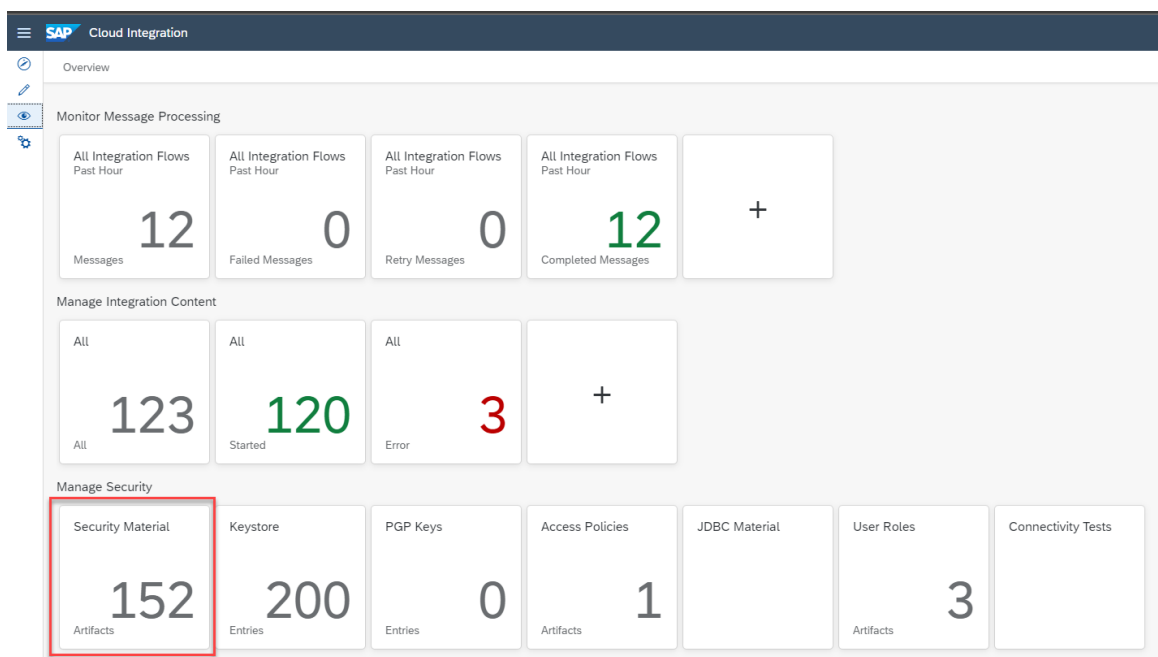 SAP Cloud Integration
Overview
Monitor Message Processing
All Integration Flows
Past Hour
12
Messages
All Integration Flows
Past Hour
0
Failed Messages
All Integration Flows
Past Hour
0
Retry Messages
All Integration Flows
Past Hour
12
Completed Messages
+
Manage Integration Content
All
123
All
All
120
Started
All
3
Error
+
Manage Security
Security Material
152
Artifacts
Keystore
200
Entries
PGP Keys
0
Entries
Access Policies
1
Artifacts
JDBC Material
User Roles
3
Artifacts
Connectivity Tests